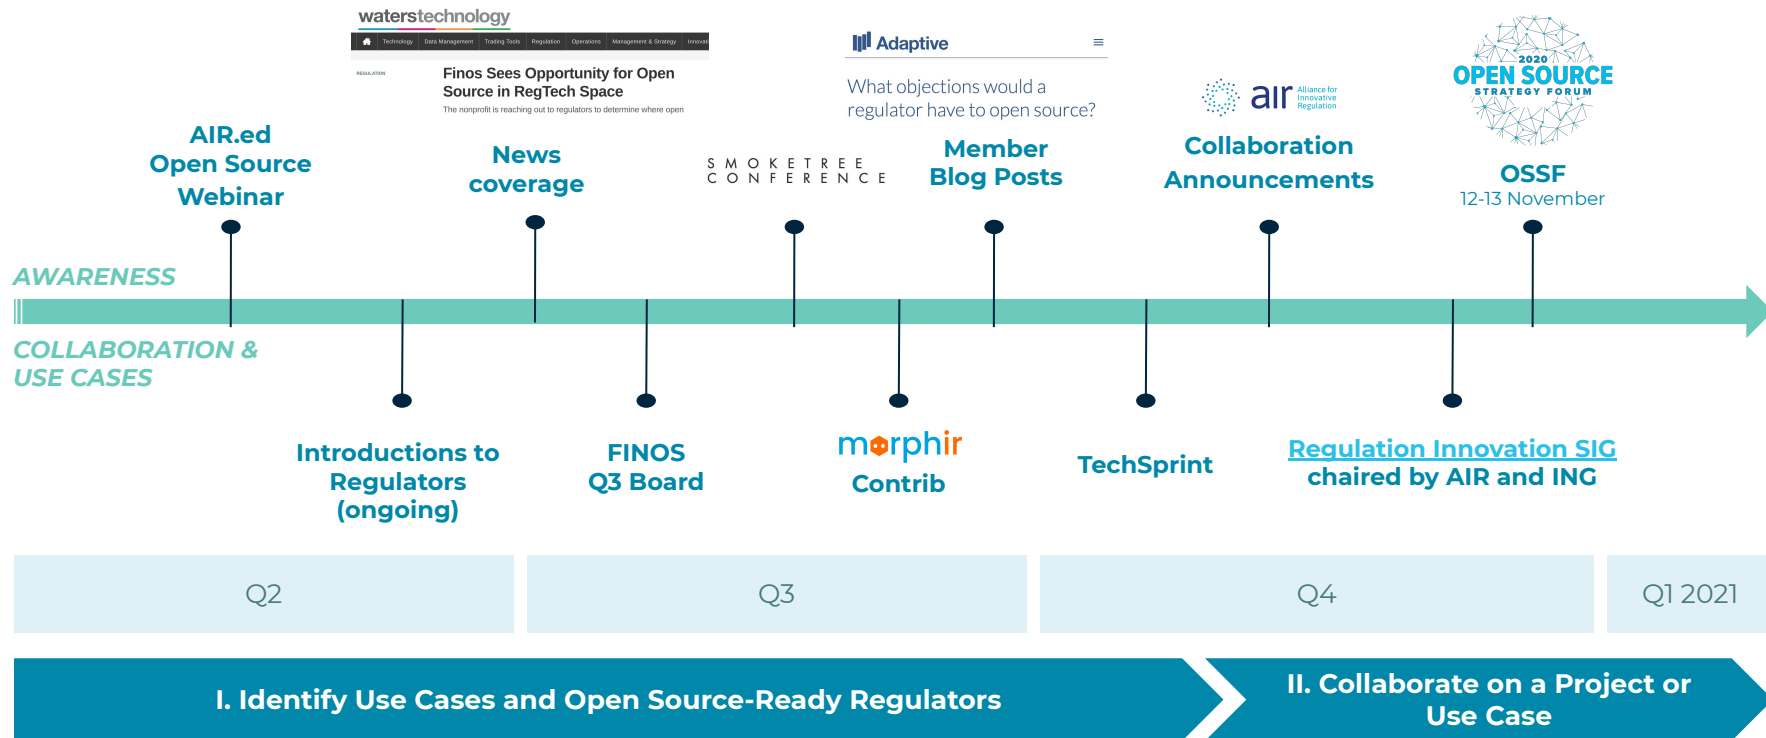 waterstechnology
Technology Data Management Trading Tools Regulation Operations Management & Strategy Innovati
REGULATION
Finos Sees Opportunity for Open
Source in RegTech Space
The nonprofit is reaching out to regulators to determine where open
Adaptive
What objections would a
regulator have to open source?
air Alliance for
Innovative
Regulation
2020
OPEN SOURCE
STRATEGY FORUM
AIR.ed
Open Source
Webinar
News
coverage
SMOKETREE
CONFERENCE
Member
Blog Posts
Collaboration
Announcements
OSSF
12-13 November
AWARENESS
COLLABORATION &
USE CASES
Introductions to
Regulators
(ongoing)
FINOS
Q3 Board
morphir
Contrib
TechSprint
Regulation Innovation SIG
chaired by AIR and ING
Q2
Q3
Q4
Q1 2021
I. Identify Use Cases and Open Source-Ready Regulators
II. Collaborate on a Project or
Use Case